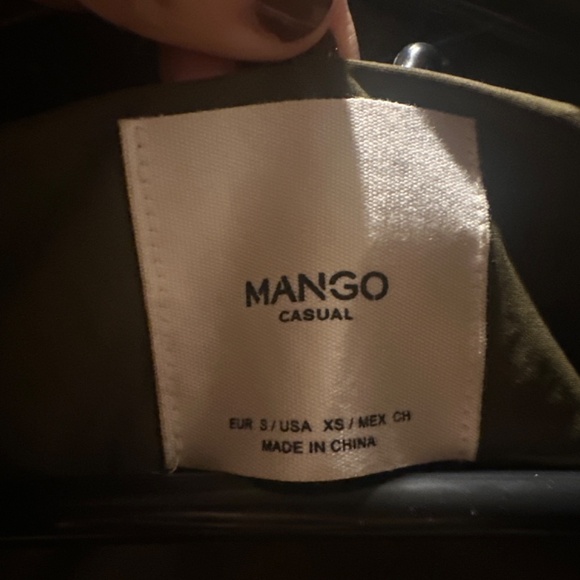 MANGO
CASUAL
EUR S / USA XS / MEX CH
MADE IN CHINA